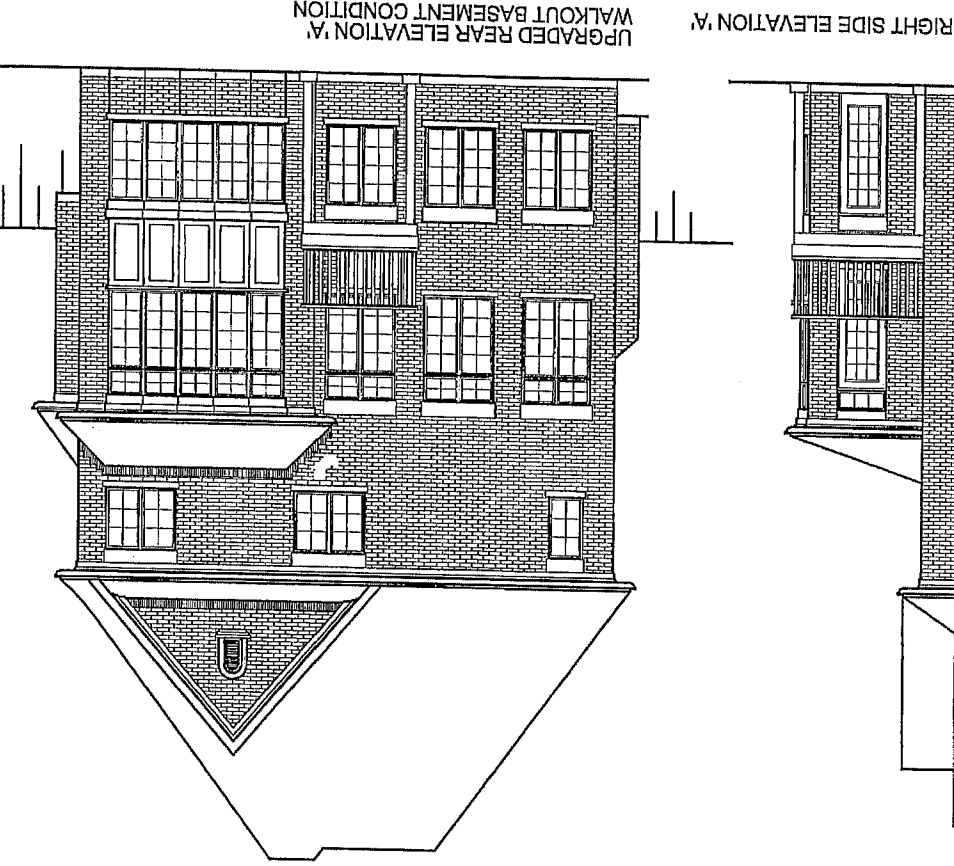 UPGRADED REAR ELEVATION 'A'
WALKOUT BASEMENT CONDITION
RIGHT SIDE ELEVATION 'A'